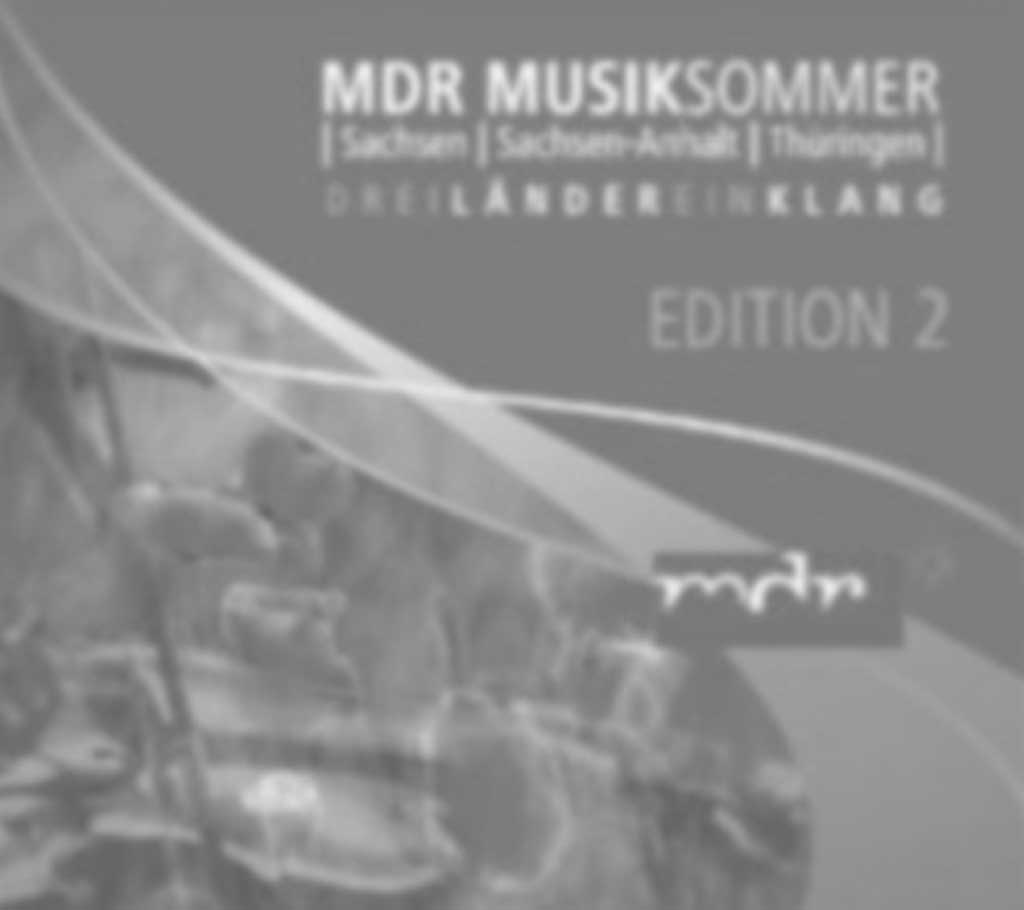 MDR MUSIKSOMMER
| Sachsen | Sachsen-Anhalt | Thüringen |
DREILÄNDEREINKLANG
EDITION 2
mdr